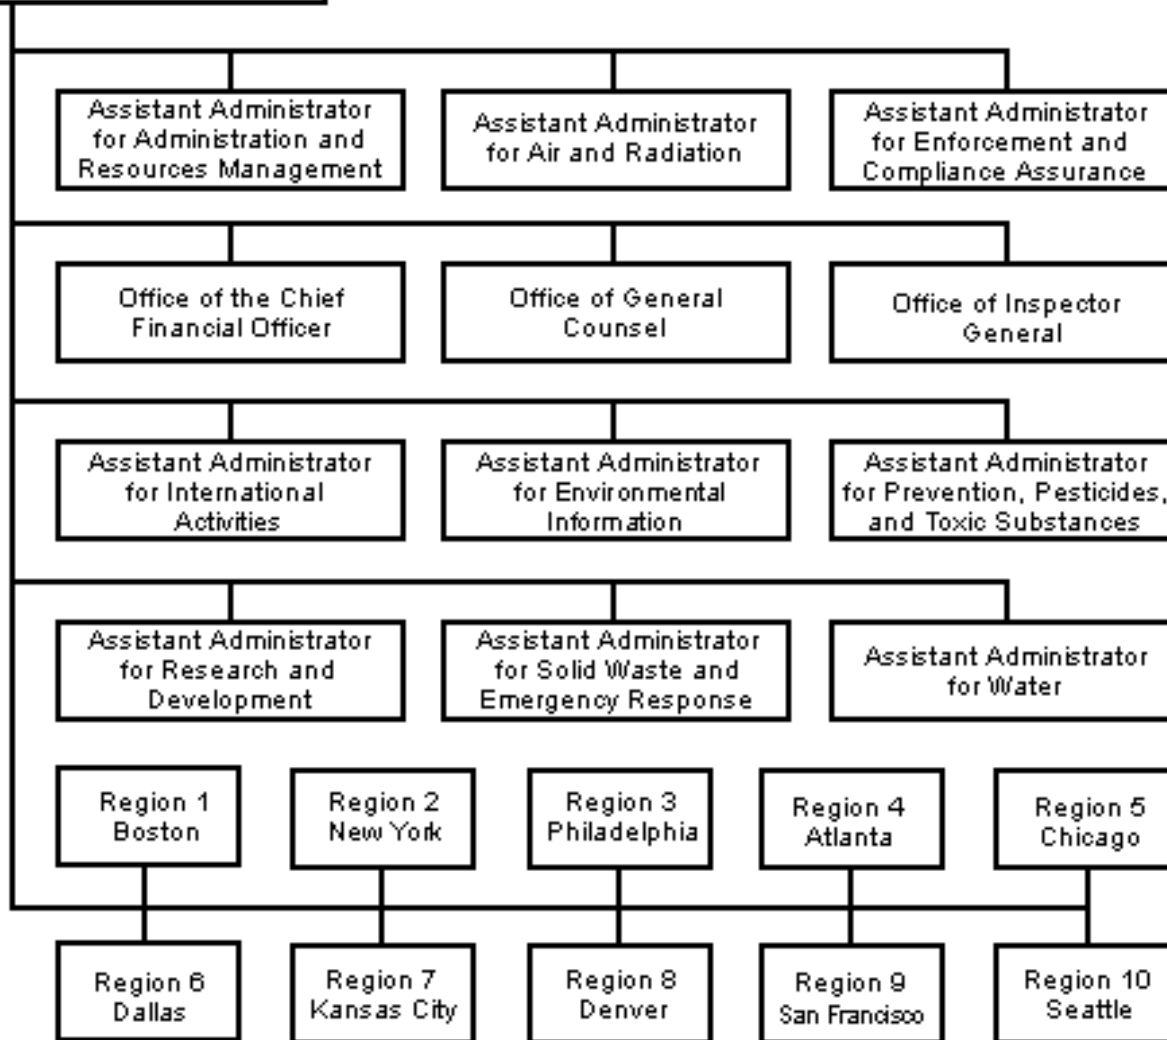 Assistant Administrator
for Administration and
Resources Management
Assistant Administrator
for Air and Radiation
Assistant Administrator
for Enforcement and
Compliance Assurance
Office of the Chief
Financial Officer
Office of General
Counsel
Office of Inspector
General
Assistant Administrator
for International
Activities
Assistant Administrator
for Environmental
Information
Assistant Administrator
for Prevention, Pesticides,
and Toxic Substances
Assistant Administrator
for Research and
Development
Assistant Administrator
for Solid Waste and
Emergency Response
Assistant Administrator
for Water
Region 1
Boston
Region 2
New York
Region 3
Philadelphia
Region 4
Atlanta
Region 5
Chicago
Region 6
Dallas
Region 7
Kansas City
Region 8
Denver
Region 9
San Francisco
Region 10
Seattle